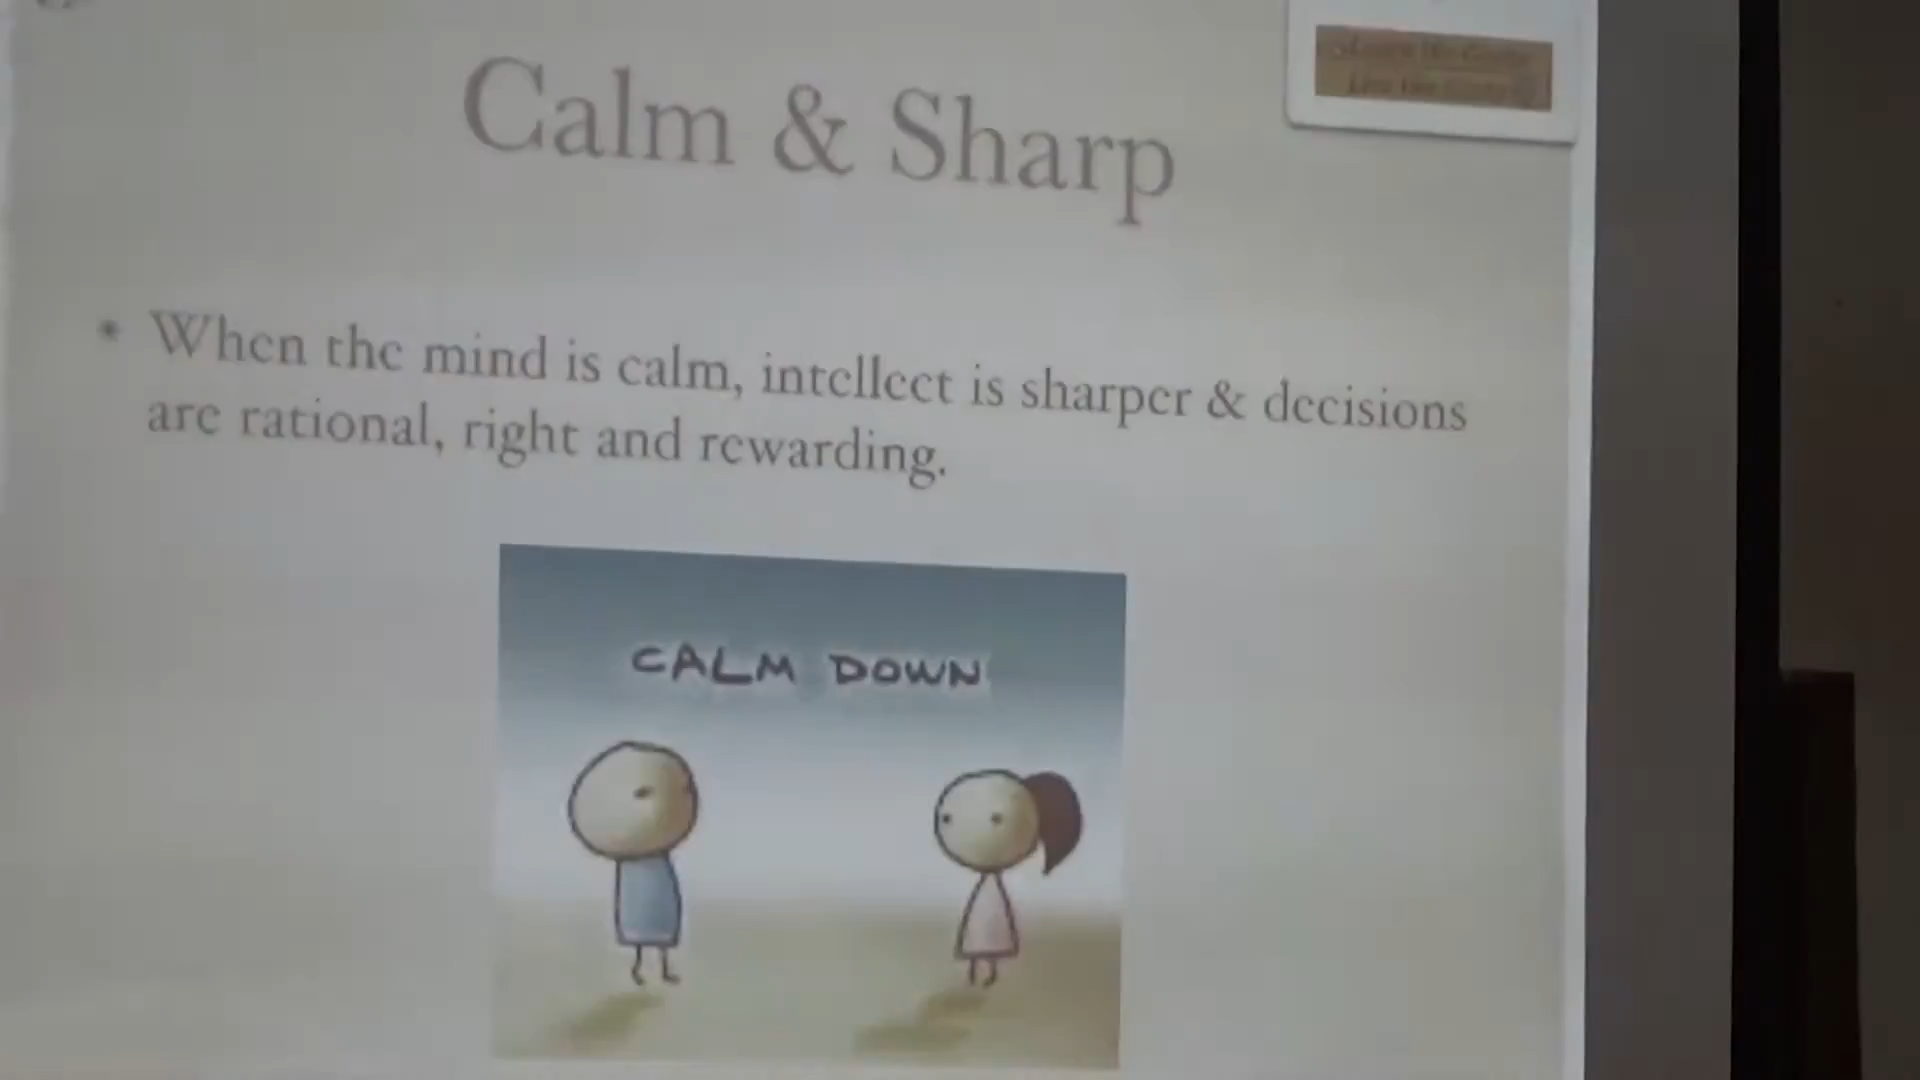 Calm & Sharp
When the mind is calm, intellect is sharper & decisions
are rational, right and rewarding.
CALM DOWN